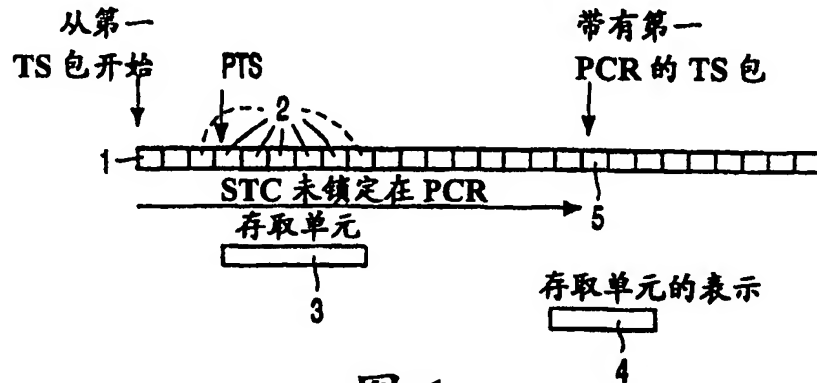 从第一
TS 包开始
PTS
2
带有第一
PCR 的 TS 包
1
STC 未锁定在 PCR
5
存取单元
3
存取单元的表示
4